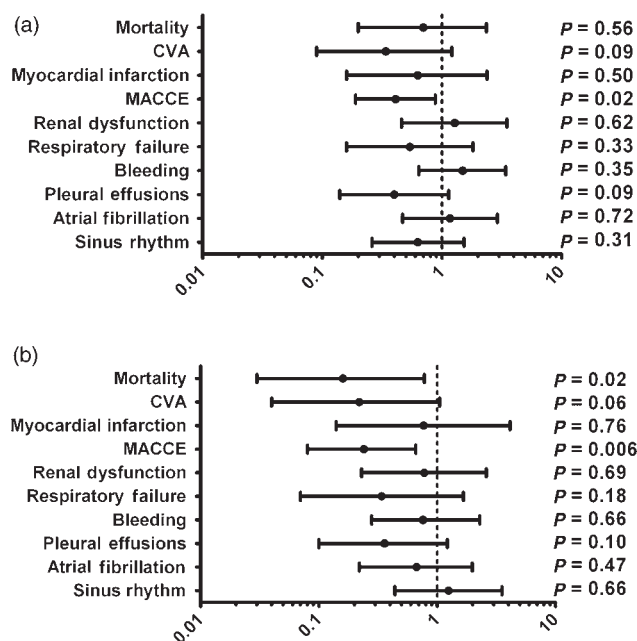 (a)
Mortality P = 0.56
CVA P = 0.09
Myocardial infarction P = 0.50
MACCE P = 0.02
Renal dysfunction P = 0.62
Respiratory failure P = 0.33
Bleeding P = 0.35
Pleural effusions P = 0.09
Atrial fibrillation P = 0.72
Sinus rhythm P = 0.31
0.01 0.1 1 10
(b)
Mortality P = 0.02
CVA P = 0.06
Myocardial infarction P = 0.76
MACCE P = 0.006
Renal dysfunction P = 0.69
Respiratory failure P = 0.18
Bleeding P = 0.66
Pleural effusions P = 0.10
Atrial fibrillation P = 0.47
Sinus rhythm P = 0.66
0.01 0.1 1 10